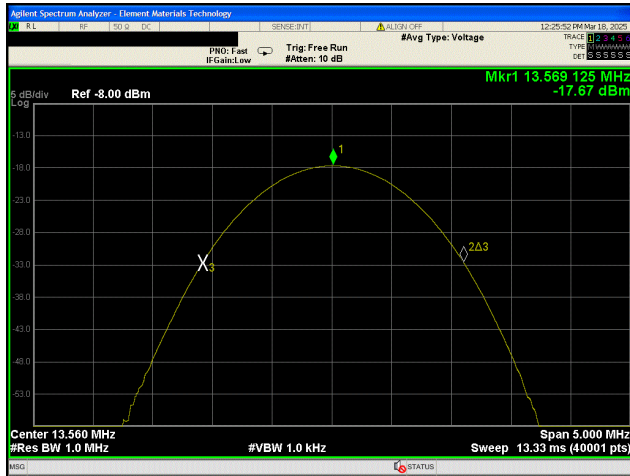 Agilent Spectrum Analyzer - Element Materials Technology
RL RF 50 Ω DC SENSE:INT ALIGN OFF 12:25:52 PM Mar 18, 2025
#Avg Type: Voltage TRACE 1 2 3 4 5 6
PNO: Fast Trig: Free Run TYPE MWWWWW
IFGain:Low #Atten: 10 dB DET S S S S S S
Mkr1 13.569 125 MHz
5 dB/div Ref -8.00 dBm -17.67 dBm
Log
-13.0
1
-18.0
-23.0
-28.0
2Δ3
-33.0
3
-38.0
-43.0
-48.0
-53.0
Center 13.560 MHz Span 5.000 MHz
#Res BW 1.0 MHz #VBW 1.0 kHz Sweep 13.33 ms (40001 pts)
MSG STATUS